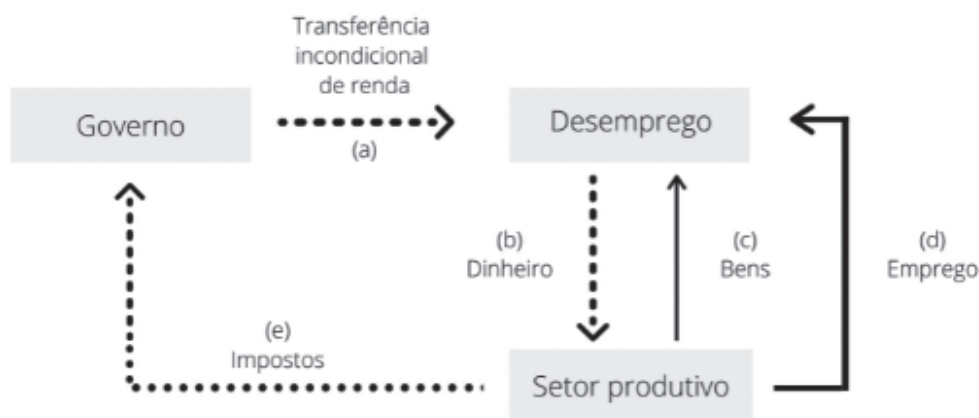 Transferência
incondicional
de renda
Governo
(a)
Desemprego
(b)
Dinheiro
(c)
Bens
(d)
Emprego
(e)
Impostos
Setor produtivo